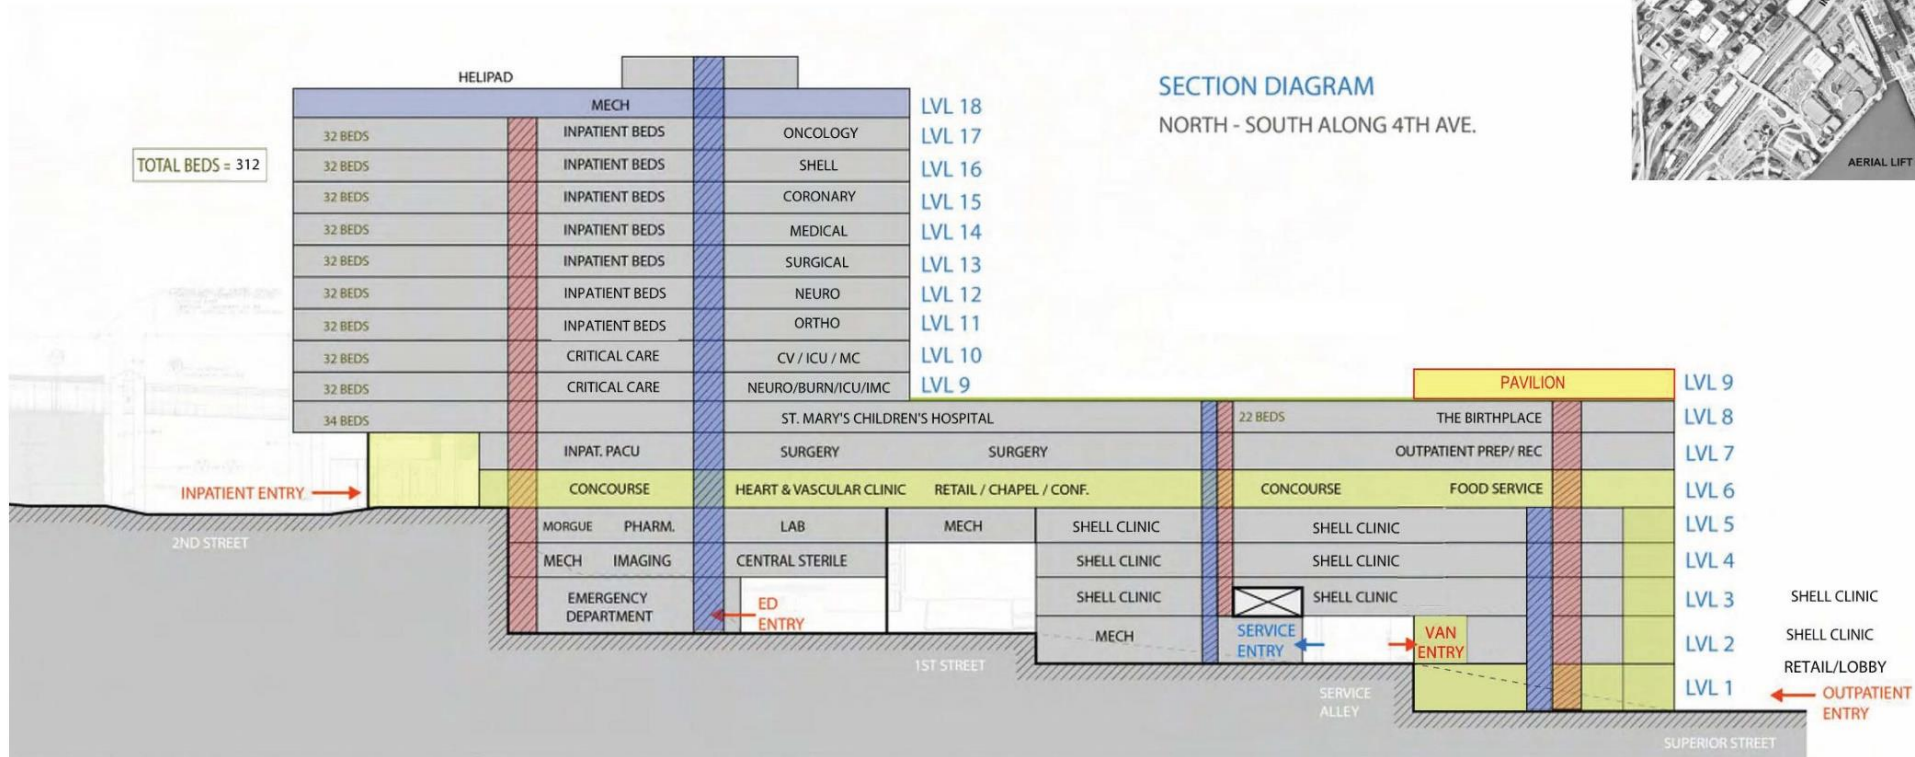 SECTION DIAGRAM
NORTH - SOUTH ALONG 4TH AVE.
AERIAL LIFT
HELIPAD
MECH LVL 18
32 BEDS INPATIENT BEDS ONCOLOGY LVL 17
TOTAL BEDS = 312
32 BEDS INPATIENT BEDS SHELL LVL 16
32 BEDS INPATIENT BEDS CORONARY LVL 15
32 BEDS INPATIENT BEDS MEDICAL LVL 14
32 BEDS INPATIENT BEDS SURGICAL LVL 13
32 BEDS INPATIENT BEDS NEURO LVL 12
32 BEDS INPATIENT BEDS ORTHO LVL 11
32 BEDS CRITICAL CARE CV / ICU / MC LVL 10
32 BEDS CRITICAL CARE NEURO/BURN/ICU/IMC LVL 9 PAVILION LVL 9
34 BEDS ST. MARY'S CHILDREN'S HOSPITAL 22 BEDS THE BIRTHPLACE LVL 8
INPAT. PACU SURGERY SURGERY OUTPATIENT PREP/ REC LVL 7
INPATIENT ENTRY CONCOURSE HEART & VASCULAR CLINIC RETAIL / CHAPEL / CONF. CONCOURSE FOOD SERVICE LVL 6
MORGUE PHARM. LAB MECH SHELL CLINIC SHELL CLINIC LVL 5
2ND STREET
MECH IMAGING CENTRAL STERILE SHELL CLINIC SHELL CLINIC LVL 4
EMERGENCY
DEPARTMENT
ED
ENTRY
SHELL CLINIC SHELL CLINIC LVL 3 SHELL CLINIC
MECH
SERVICE
ENTRY
VAN
ENTRY
LVL 2 SHELL CLINIC
1ST STREET
RETAIL/LOBBY
SERVICE
ALLEY
LVL 1
OUTPATIENT
ENTRY
SUPERIOR STREET